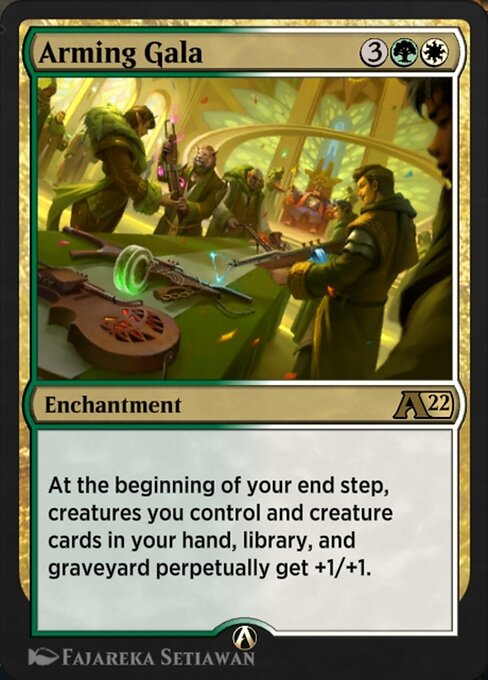 Arming Gala 3
Enchantment A22
At the beginning of your end step,
creatures you control and creature
cards in your hand, library, and
graveyard perpetually get +1/+1.
Fajareka Setiawan